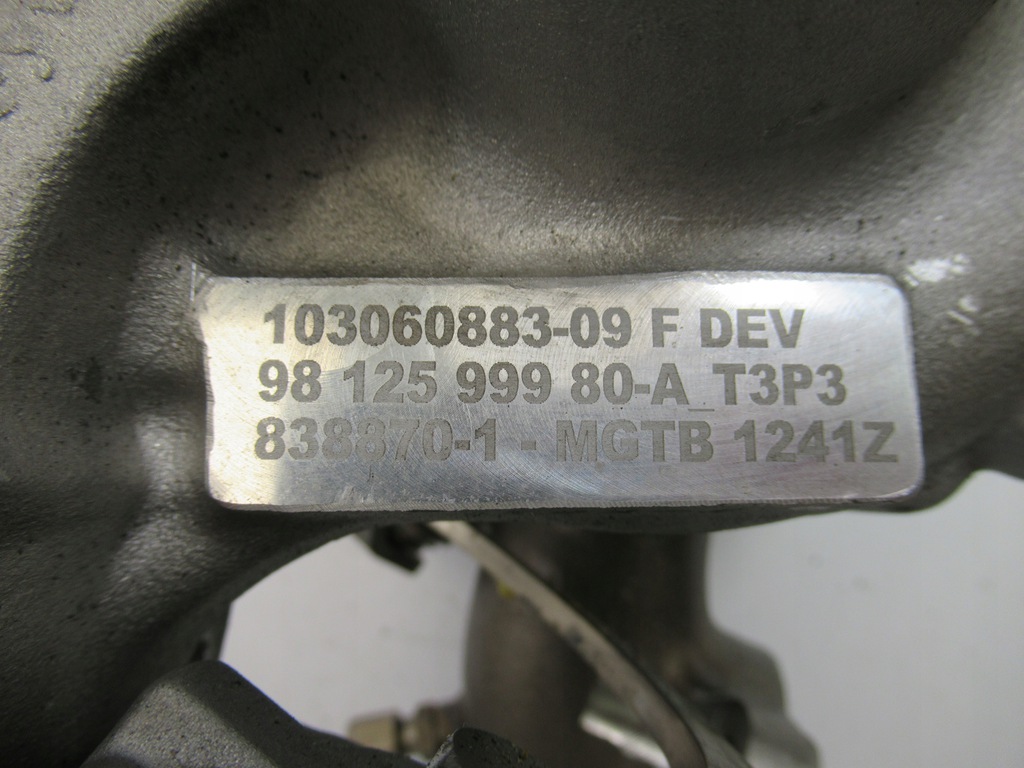 103060883-09 F DEV
98 125 999 80-A_T3P3
838870-1 - MGTB 1241Z